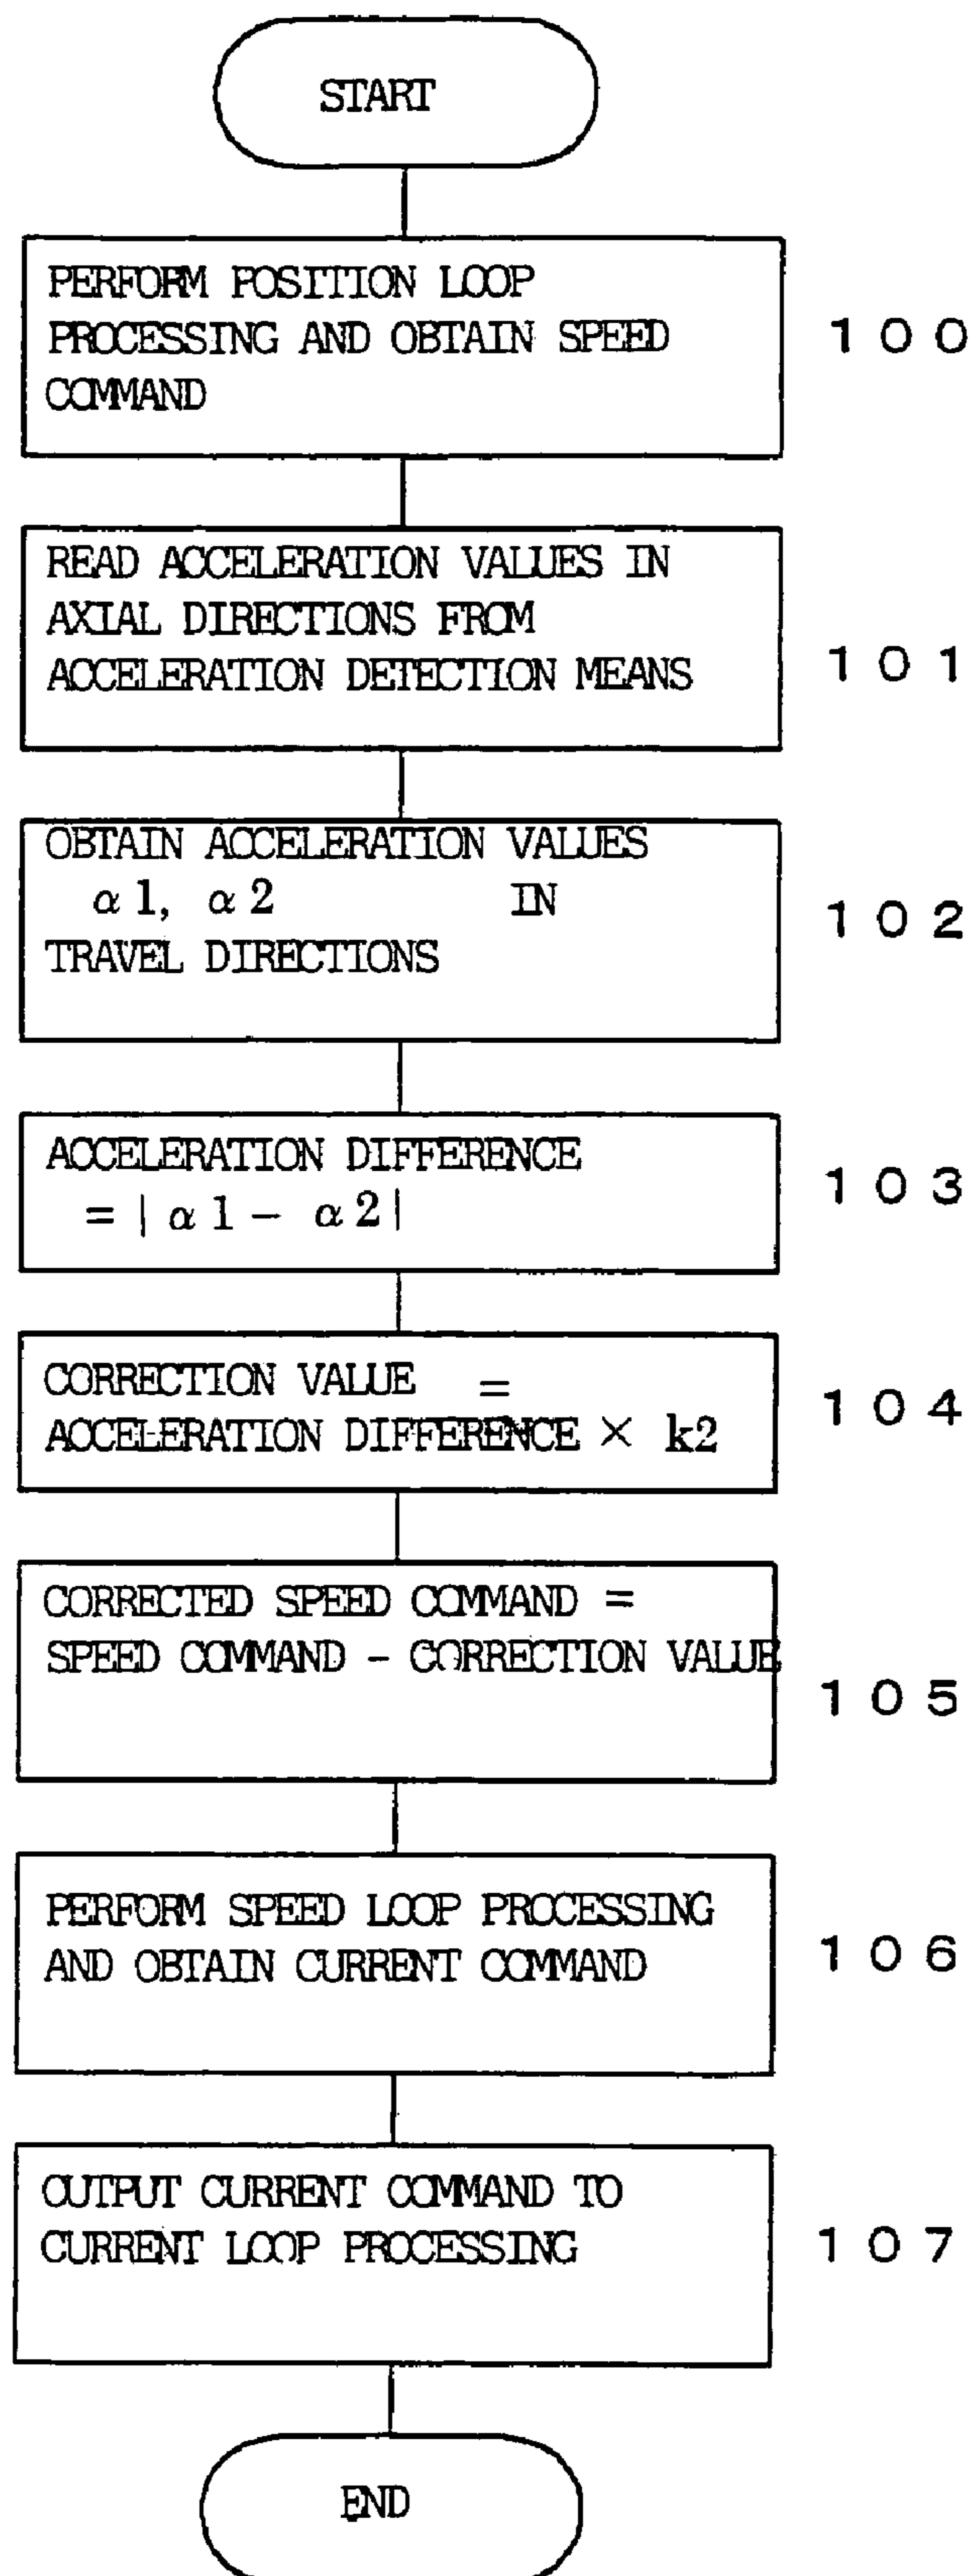 START
PERFORM POSITION LOOP
PROCESSING AND OBTAIN SPEED
COMMAND
100
READ ACCELERATION VALUES IN
AXIAL DIRECTIONS FROM
ACCELERATION DETECTION MEANS
101
OBTAIN ACCELERATION VALUES
α1, α2 IN
TRAVEL DIRECTIONS
102
ACCELERATION DIFFERENCE
= | α1 - α2 |
103
CORRECTION VALUE =
ACCELERATION DIFFERENCE × k2
104
CORRECTED SPEED COMMAND =
SPEED COMMAND - CORRECTION VALUE
105
PERFORM SPEED LOOP PROCESSING
AND OBTAIN CURRENT COMMAND
106
OUTPUT CURRENT COMMAND TO
CURRENT LOOP PROCESSING
107
END